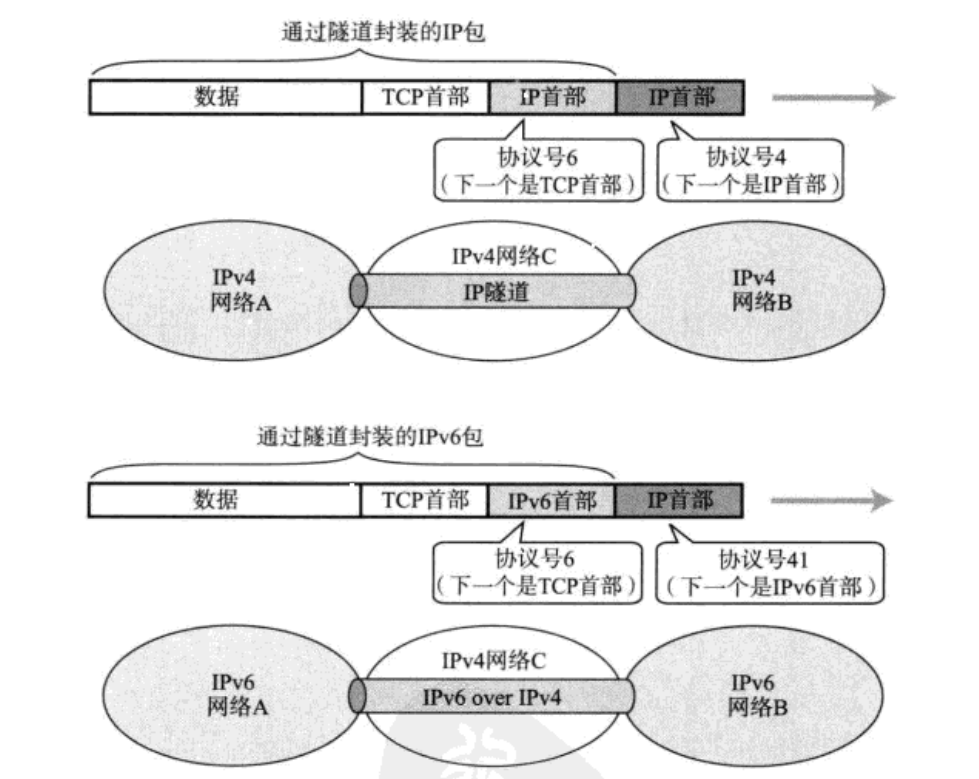 通过隧道封装的IP包
数据 TCP首部 IP首部 IP首部
协议号6
（下一个是TCP首部）
协议号4
（下一个是IP首部）
IPv4
网络A
IPv4网络C
IP隧道
IPv4
网络B
通过隧道封装的IPv6包
数据 TCP首部 IPv6首部 IP首部
协议号6
（下一个是TCP首部）
协议号41
（下一个是IPv6首部）
IPv6
网络A
IPv4网络C
IPv6 over IPv4
IPv6
网络B